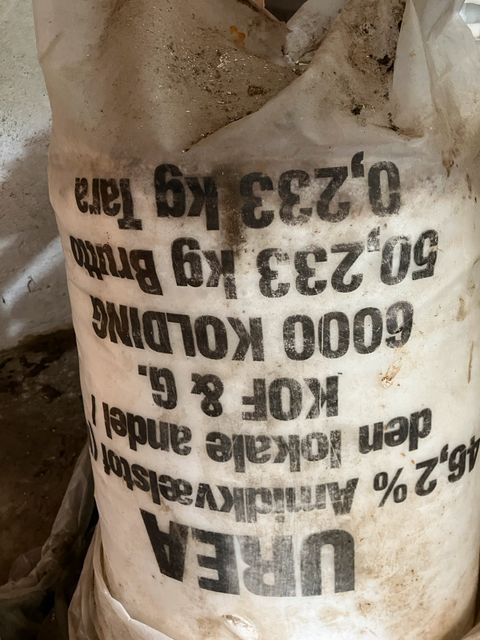 UREA
46,2% Amidkvælstof (
den lokale andel
KOF & G.
6000 KOLDING
50,233 kg Brutto
0,233 kg Tara